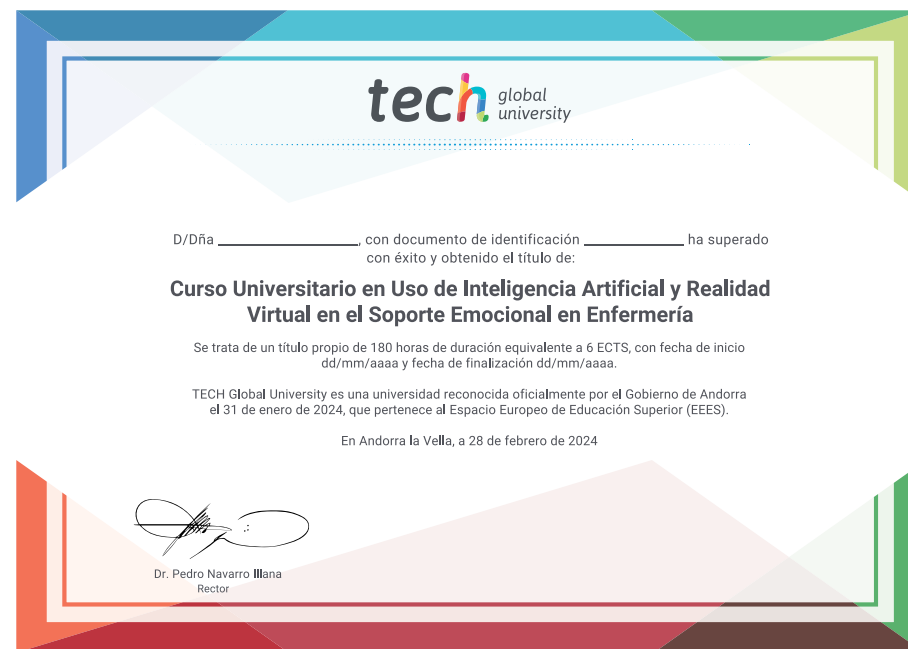 tech global university
D/Dña ____________________, con documento de identificación ______________ ha superado
con éxito y obtenido el título de:
Curso Universitario en Uso de Inteligencia Artificial y Realidad
Virtual en el Soporte Emocional en Enfermería
Se trata de un título propio de 180 horas de duración equivalente a 6 ECTS, con fecha de inicio
dd/mm/aaaa y fecha de finalización dd/mm/aaaa.
TECH Global University es una universidad reconocida oficialmente por el Gobierno de Andorra
el 31 de enero de 2024, que pertenece al Espacio Europeo de Educación Superior (EEES).
En Andorra la Vella, a 28 de febrero de 2024
Dr. Pedro Navarro Illana
Rector